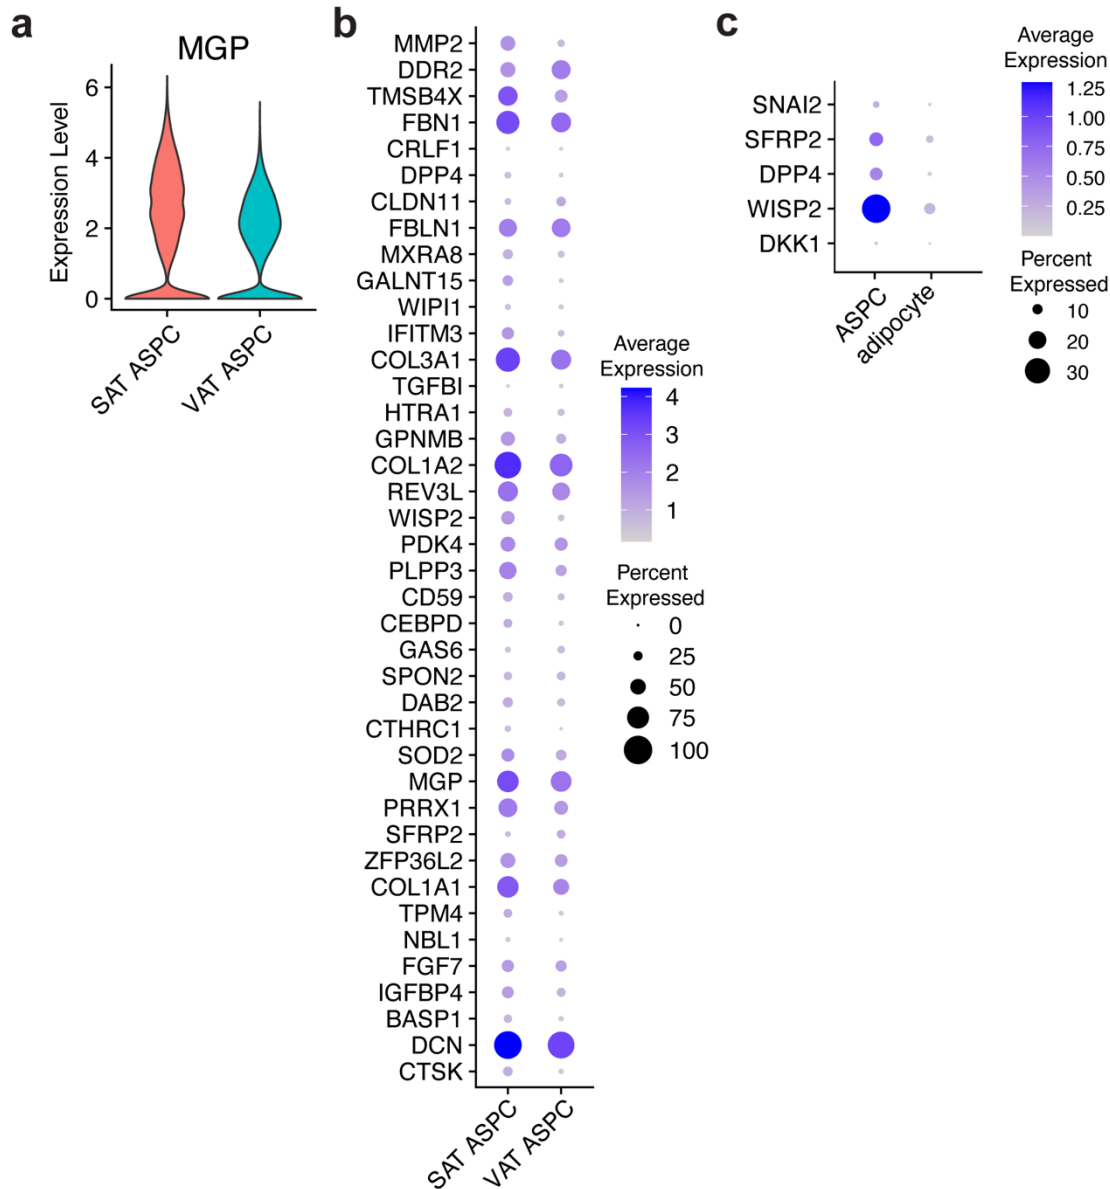 a
MGP
Expression Level
6
4
2
0
SAT ASPC
VAT ASPC
b
MMP2
DDR2
TMSB4X
FBN1
CRLF1
DPP4
CLDN11
FBLN1
MXRA8
GALNT15
WIPI1
IFITM3
COL3A1
TGFBI
HTRA1
GPNMB
COL1A2
REV3L
WISP2
PDK4
PLPP3
CD59
CEBPD
GAS6
SPON2
DAB2
CTHRC1
SOD2
MGP
PRRX1
SFRP2
ZFP36L2
COL1A1
TPM4
NBL1
FGF7
IGFBP4
BASP1
DCN
CTSK
SAT ASPC
VAT ASPC
Average
Expression
4
3
2
1
Percent
Expressed
0
25
50
75
100
c
SNAI2
SFRP2
DPP4
WISP2
DKK1
ASPC
adipocyte
Average
Expression
1.25
1.00
0.75
0.50
0.25
Percent
Expressed
10
20
30